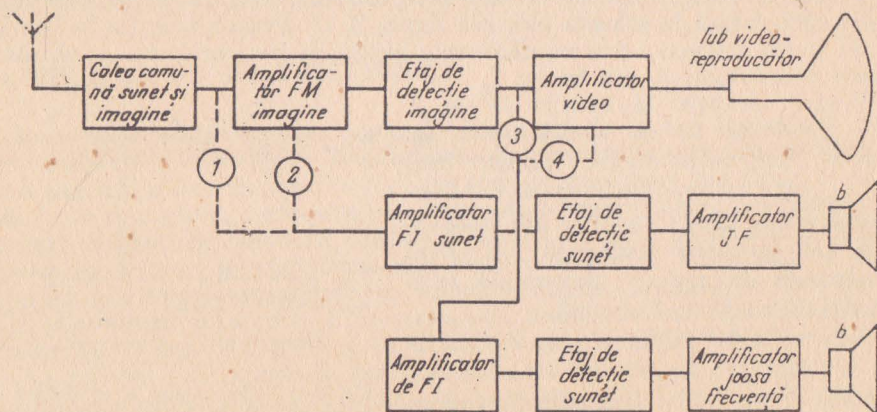 Tub video-
reproducător
Calea comu-
nă sunet și
imagine
Amplifica-
tor FM
imagine
Etaj de
detecție
imagine
Amplificator
video
1
2
3
4
Amplificator
FI sunet
Etaj de
detecție
sunet
Amplificator
JF
b
Amplificator
de FI
Etaj de
detecție
sunet
Amplificator
joasă
frecvență
b